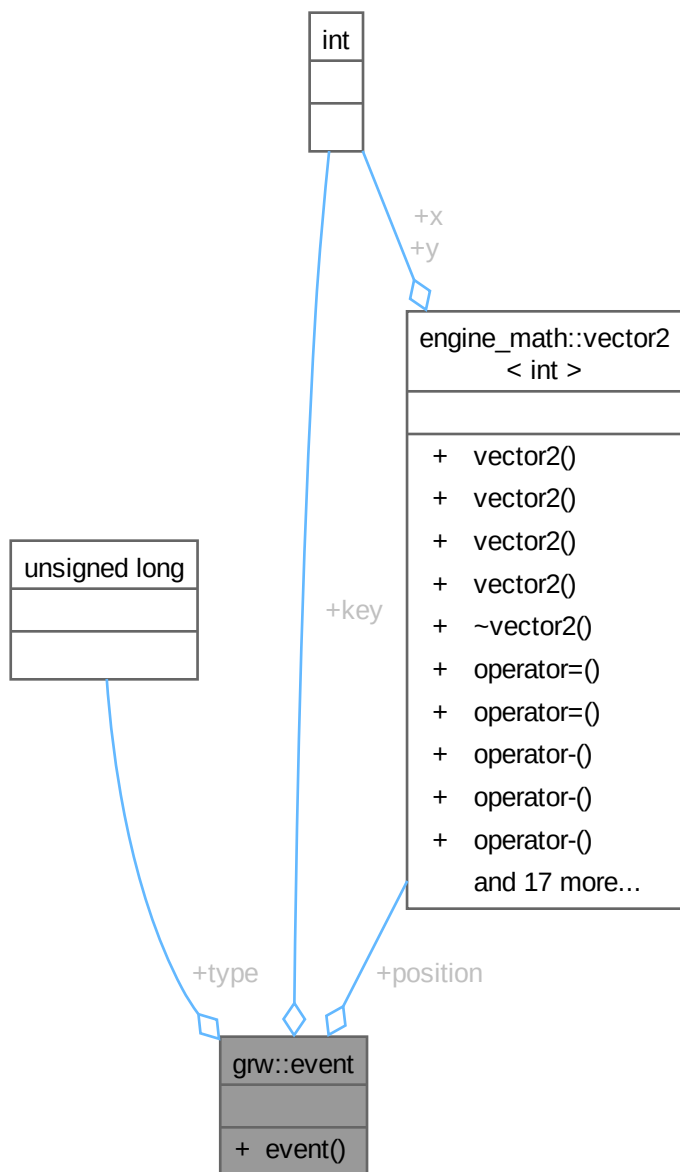 int
+x
+y
engine_math::vector2
< int >
+ vector2()
+ vector2()
+ vector2()
+ vector2()
+ ~vector2()
+ operator=()
+ operator=()
+ operator-()
+ operator-()
+ operator-()
and 17 more...
unsigned long
+key
+type
+position
grw::event
+ event()